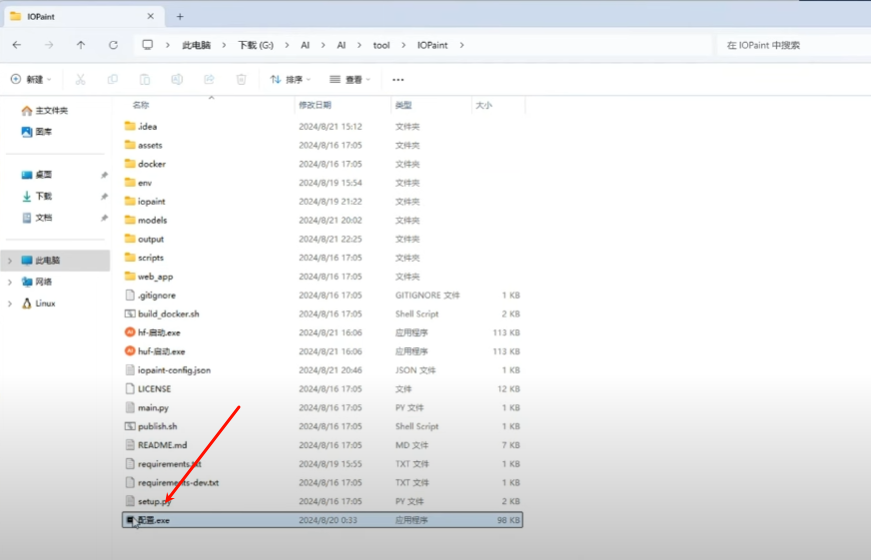 IOPaint
此电脑 > 下载 (G:) > AI > AI > tool > IOPaint >
在 IOPaint 中搜索
新建 排序 查看
主文件夹
图库
桌面
下载
文档
此电脑
网络
Linux
名称 修改日期 类型 大小
.idea 2024/8/21 15:12 文件夹
assets 2024/8/16 17:05 文件夹
docker 2024/8/16 17:05 文件夹
env 2024/8/19 15:54 文件夹
iopaint 2024/8/19 21:22 文件夹
models 2024/8/21 20:02 文件夹
output 2024/8/21 22:25 文件夹
scripts 2024/8/16 17:05 文件夹
web_app 2024/8/16 17:05 文件夹
.gitignore 2024/8/16 17:05 GITIGNORE 文件 1 KB
build_docker.sh 2024/8/16 17:05 Shell Script 2 KB
hf-启动.exe 2024/8/21 16:06 应用程序 113 KB
huf-启动.exe 2024/8/21 16:06 应用程序 113 KB
iopaint-config.json 2024/8/21 20:46 JSON 文件 1 KB
LICENSE 2024/8/16 17:05 文件 12 KB
main.py 2024/8/16 17:05 PY 文件 1 KB
publish.sh 2024/8/16 17:05 Shell Script 1 KB
README.md 2024/8/16 17:05 MD 文件 7 KB
requirements.txt 2024/8/19 15:55 TXT 文件 1 KB
requirements-dev.txt 2024/8/16 17:05 TXT 文件 1 KB
setup.py 2024/8/16 17:05 PY 文件 2 KB
配置.exe 2024/8/20 0:33 应用程序 98 KB